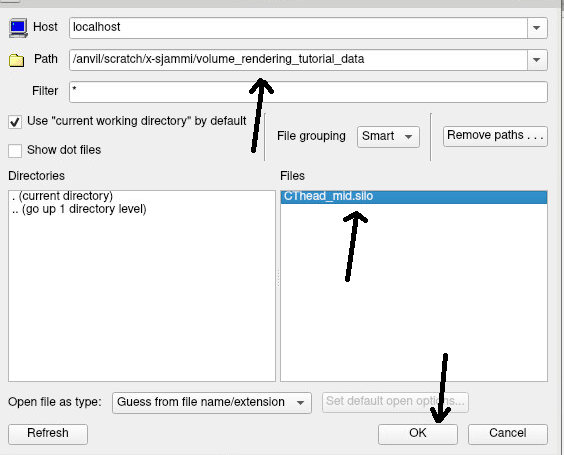 Host localhost
Path /anvil/scratch/x-sjammi/volume_rendering_tutorial_data
Filter *
Use "current working directory" by default
Show dot files
File grouping Smart
Remove paths . . .
Directories
. (current directory)
.. (go up 1 directory level)
Files
CThead_mid.silo
Open file as type: Guess from file name/extension
Set default open options...
Refresh
OK
Cancel